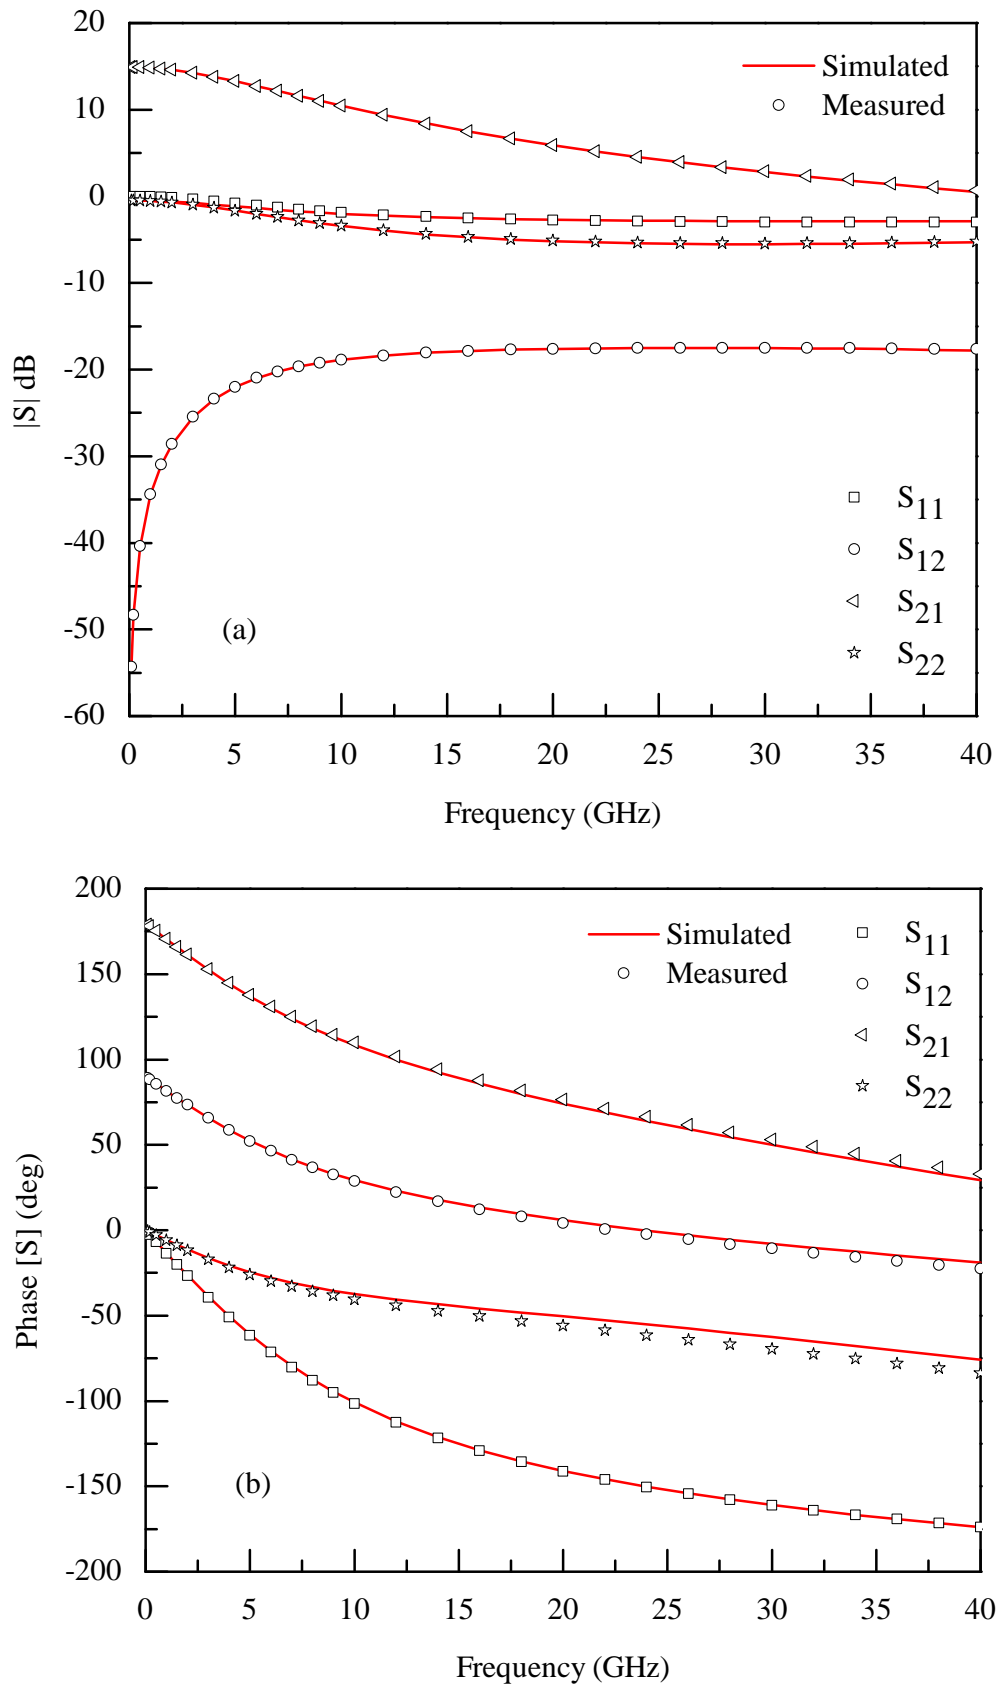 20
10
0
-10
-20
-30
-40
-50
-60
|S| dB
Simulated
Measured
S11
S12
S21
S22
(a)
0 5 10 15 20 25 30 35 40
Frequency (GHz)
200
150
100
50
0
-50
-100
-150
-200
Phase [S] (deg)
Simulated
Measured
S11
S12
S21
S22
(b)
0 5 10 15 20 25 30 35 40
Frequency (GHz)